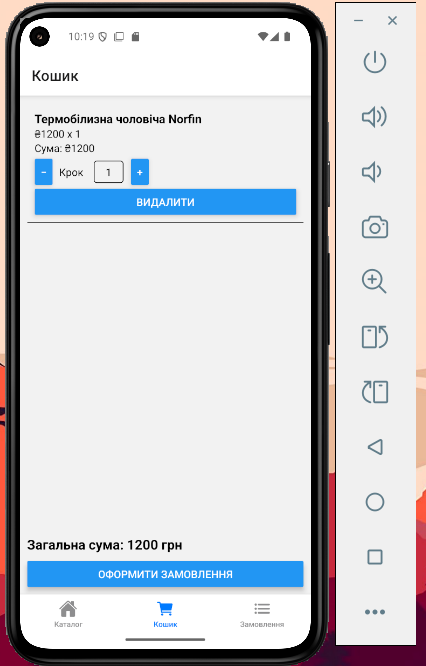 10:19
Кошик
Термобілизна чоловіча Norfin
₴1200 x 1
Сума: ₴1200
- Крок 1 +
ВИДАЛИТИ
Загальна сума: 1200 грн
ОФОРМИТИ ЗАМОВЛЕННЯ
Каталог Кошик Замовлення